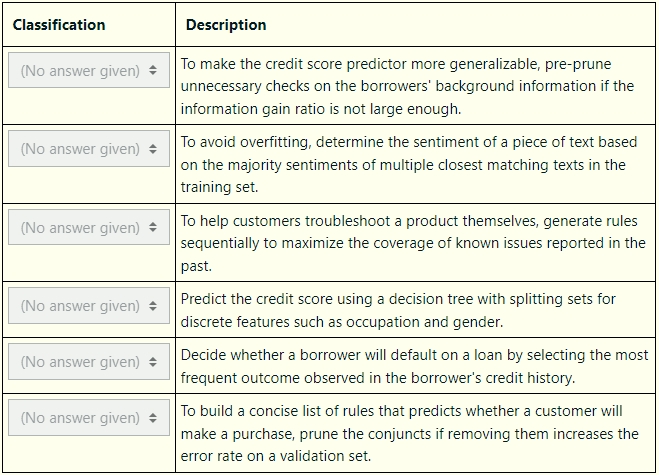 Classification Description
(No answer given)
To make the credit score predictor more generalizable, pre-prune
unnecessary checks on the borrowers' background information if the
information gain ratio is not large enough.
(No answer given)
To avoid overfitting, determine the sentiment of a piece of text based
on the majority sentiments of multiple closest matching texts in the
training set.
(No answer given)
To help customers troubleshoot a product themselves, generate rules
sequentially to maximize the coverage of known issues reported in the
past.
(No answer given)
Predict the credit score using a decision tree with splitting sets for
discrete features such as occupation and gender.
(No answer given)
Decide whether a borrower will default on a loan by selecting the most
frequent outcome observed in the borrower's credit history.
(No answer given)
To build a concise list of rules that predicts whether a customer will
make a purchase, prune the conjuncts if removing them increases the
error rate on a validation set.